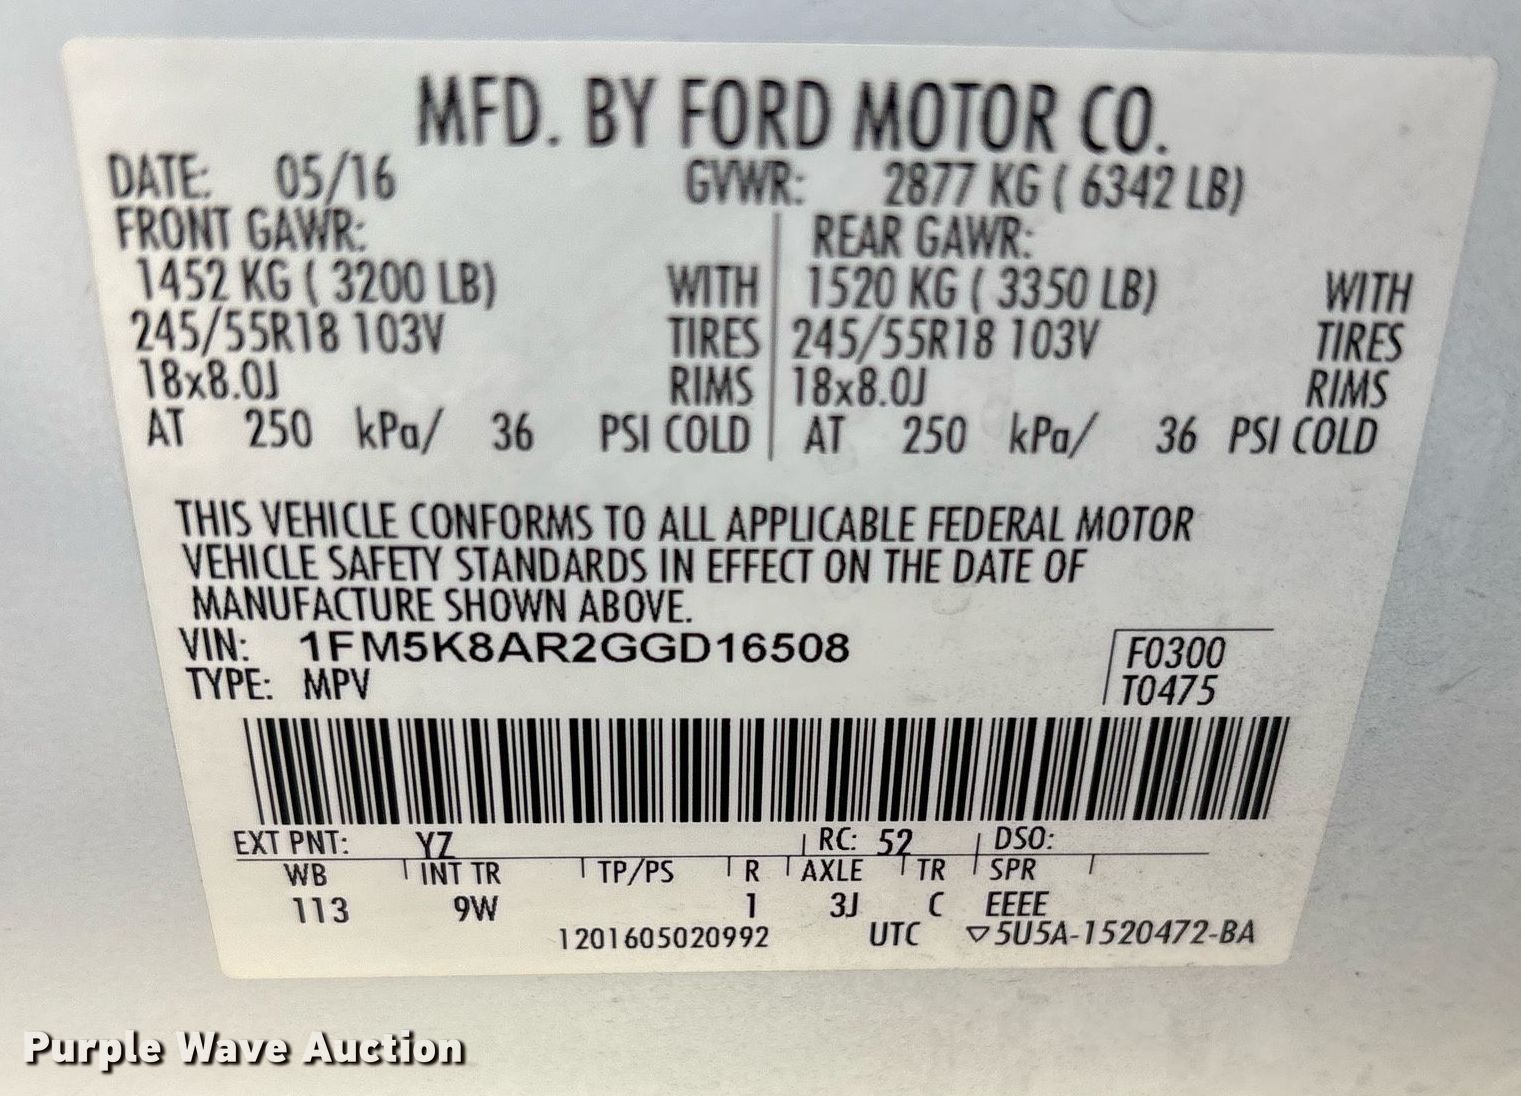 MFD. BY FORD MOTOR CO.
DATE: 05/16 GVWR: 2877 KG ( 6342 LB)
FRONT GAWR: REAR GAWR:
1452 KG ( 3200 LB) WITH 1520 KG ( 3350 LB) WITH
245/55R18 103V TIRES 245/55R18 103V TIRES
18x8.0J RIMS 18x8.0J RIMS
AT 250 kPa/ 36 PSI COLD AT 250 kPa/ 36 PSI COLD
THIS VEHICLE CONFORMS TO ALL APPLICABLE FEDERAL MOTOR
VEHICLE SAFETY STANDARDS IN EFFECT ON THE DATE OF
MANUFACTURE SHOWN ABOVE.
VIN: 1FM5K8AR2GGD16508 F0300
TYPE: MPV T0475
EXT PNT: YZ RC: 52 DSO:
WB INT TR TP/PS R AXLE TR SPR
113 9W 1 3J C EEEE
1201605020992 UTC ▽5U5A-1520472-BA
Purple Wave Auction